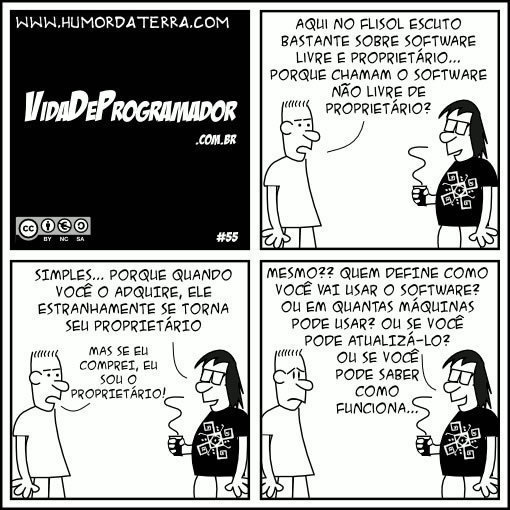 WWW.HUMORDATERRA.COM
VIDADEPROGRAMADOR
.COM.BR
cc
BY NC SA
#55
AQUI NO FLISOL ESCUTO
BASTANTE SOBRE SOFTWARE
LIVRE E PROPRIETÁRIO...
PORQUE CHAMAM O SOFTWARE
NÃO LIVRE DE
PROPRIETÁRIO?
SIMPLES... PORQUE QUANDO
VOCÊ O ADQUIRE, ELE
ESTRANHAMENTE SE TORNA
SEU PROPRIETÁRIO
MAS SE EU
COMPREI, EU
SOU O
PROPRIETÁRIO!
MESMO?? QUEM DEFINE COMO
VOCÊ VAI USAR O SOFTWARE?
OU EM QUANTAS MÁQUINAS
PODE USAR? OU SE VOCÊ
PODE ATUALIZÁ-LO?
OU SE VOCÊ
PODE SABER
COMO
FUNCIONA...